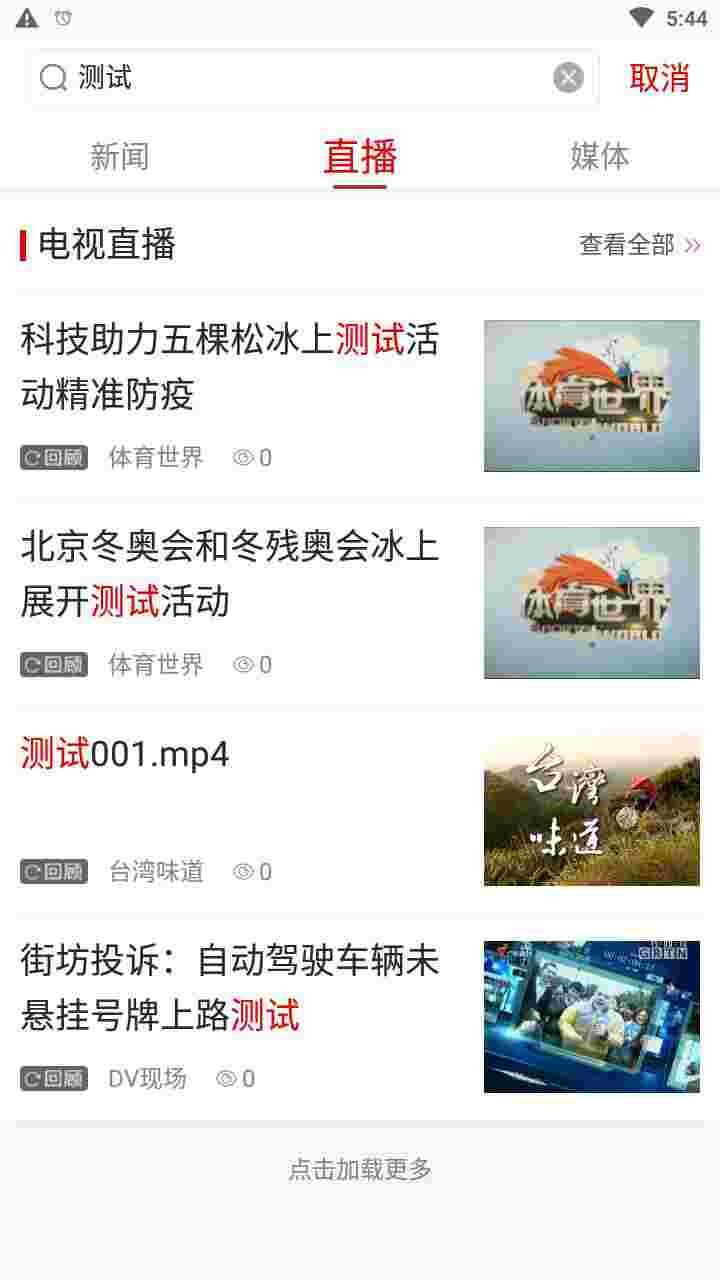 5:44
测试
取消
新闻
直播
媒体
电视直播
查看全部
科技助力五棵松冰上测试活
动精准防疫
回顾
体育世界
0
体育世界
北京冬奥会和冬残奥会冰上
展开测试活动
回顾
体育世界
0
体育世界
测试001.mp4
回顾
台湾味道
0
台湾
味道
街坊投诉：自动驾驶车辆未
悬挂号牌上路测试
回顾
DV现场
0
GRTN
点击加载更多